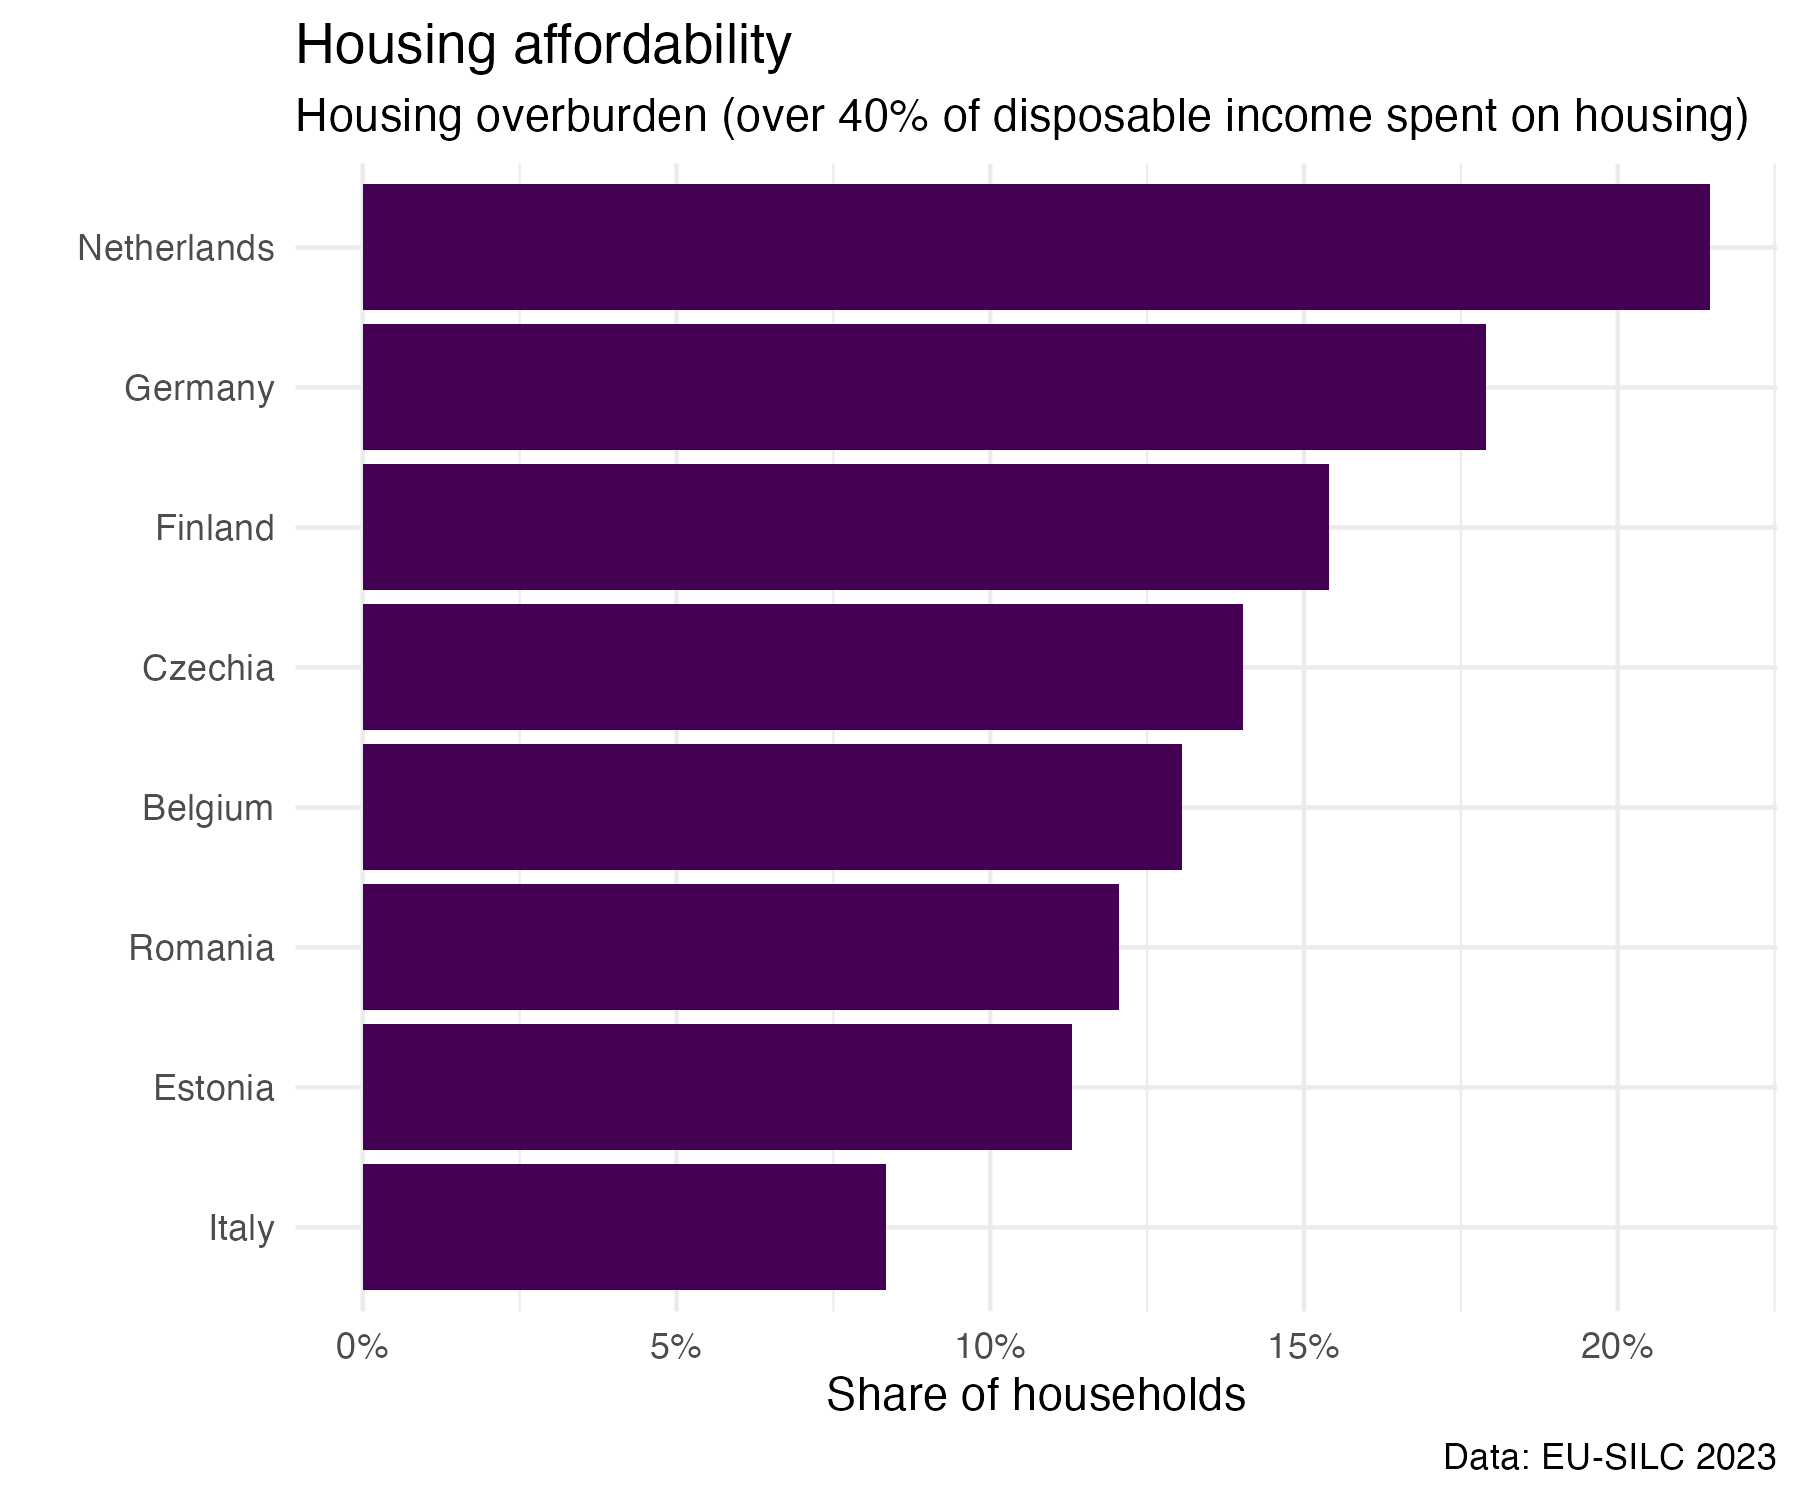 Housing affordability
Housing overburden (over 40% of disposable income spent on housing)
Netherlands
Germany
Finland
Czechia
Belgium
Romania
Estonia
Italy
0% 5% 10% 15% 20%
Share of households
Data: EU-SILC 2023